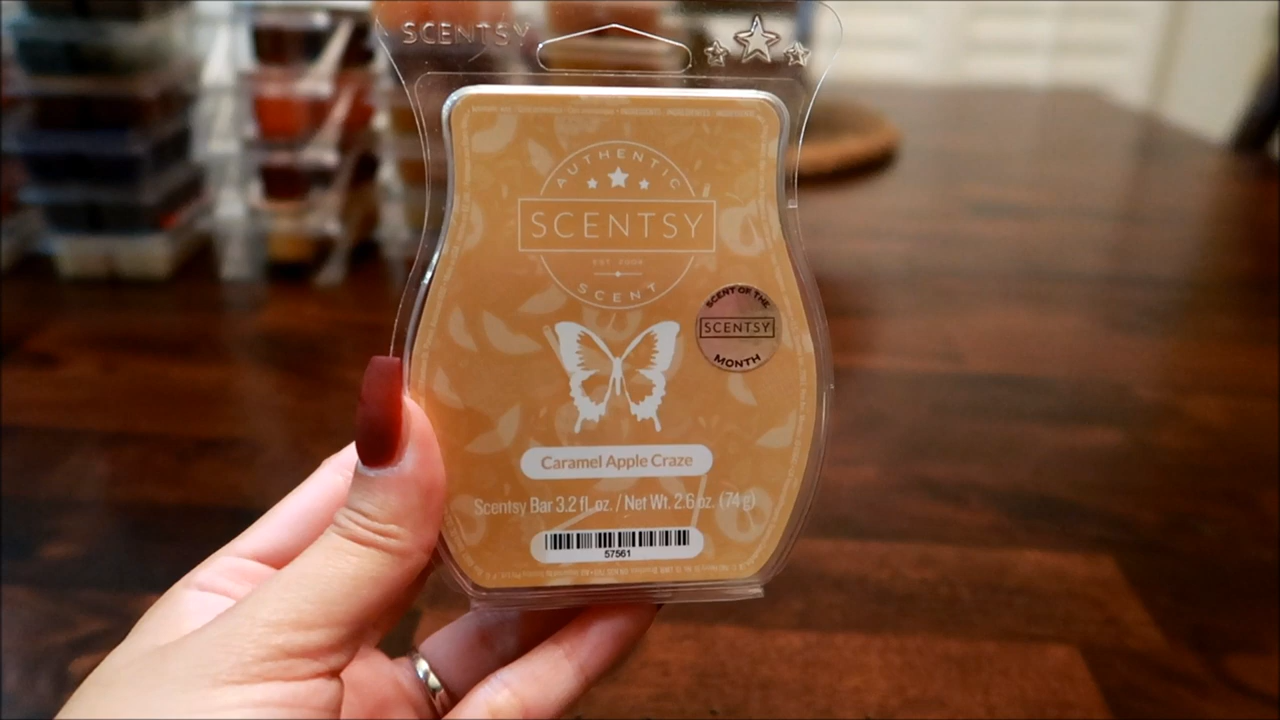 SCENTSY
AUTHENTIC
SCENTSY
EST. 2004
SCENT
SCENT OF THE
SCENTSY
MONTH
Caramel Apple Craze
Scentsy Bar 3.2 fl. oz. / Net Wt. 2.6 oz. (74 g)
57561